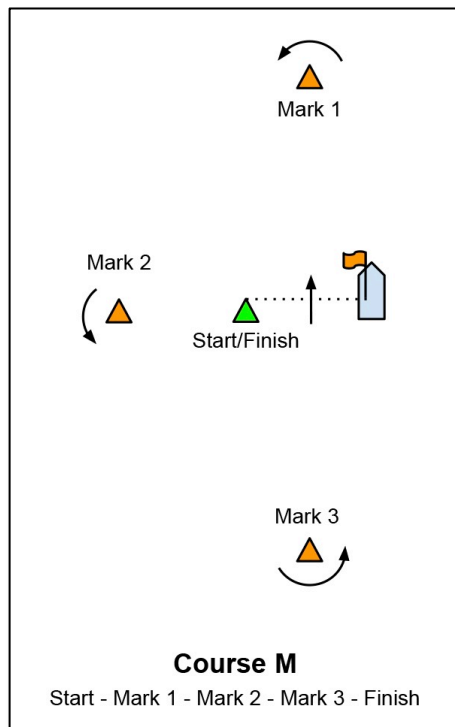 Mark 1
Mark 2
Start/Finish
Mark 3
Course M
Start - Mark 1 - Mark 2 - Mark 3 - Finish